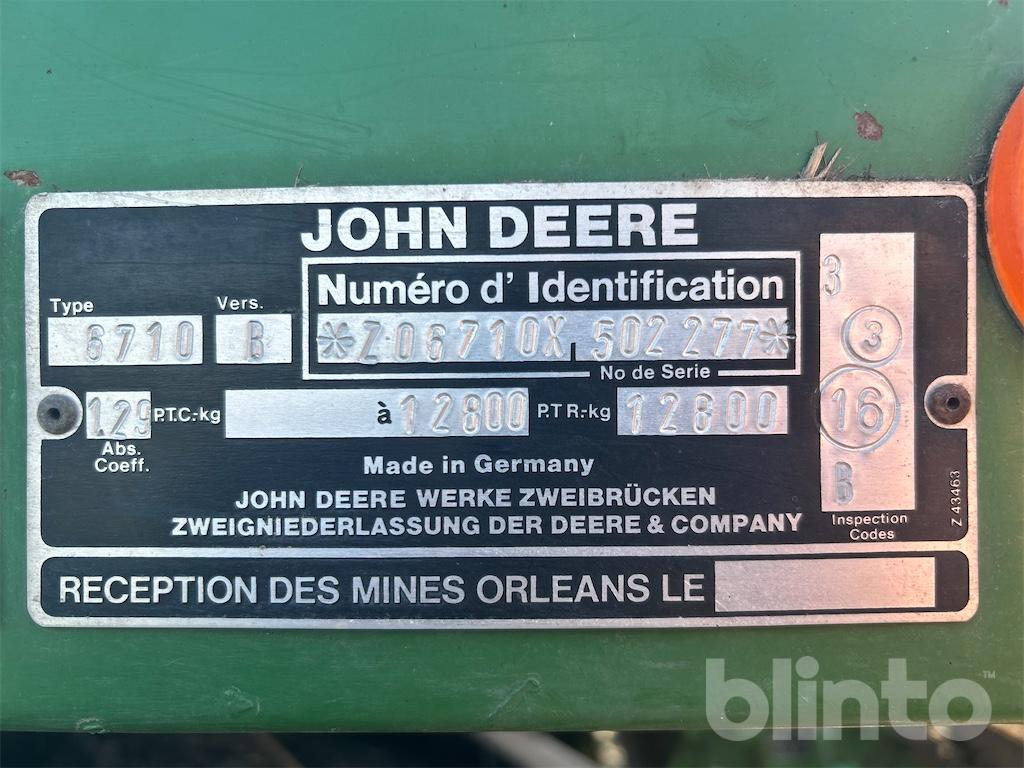 JOHN DEERE
Numéro d' Identification
Type
Vers.
6710
B
*Z06710X 502277*
No de Serie
1.29
P.T.C.-kg
à 12800
P.T R.-kg
12800
Abs.
Coeff.
Made in Germany
JOHN DEERE WERKE ZWEIBRÜCKEN
ZWEIGNIEDERLASSUNG DER DEERE & COMPANY
3
3
16
B
Inspection
Codes
Z 43463
RECEPTION DES MINES ORLEANS LE
blinto™